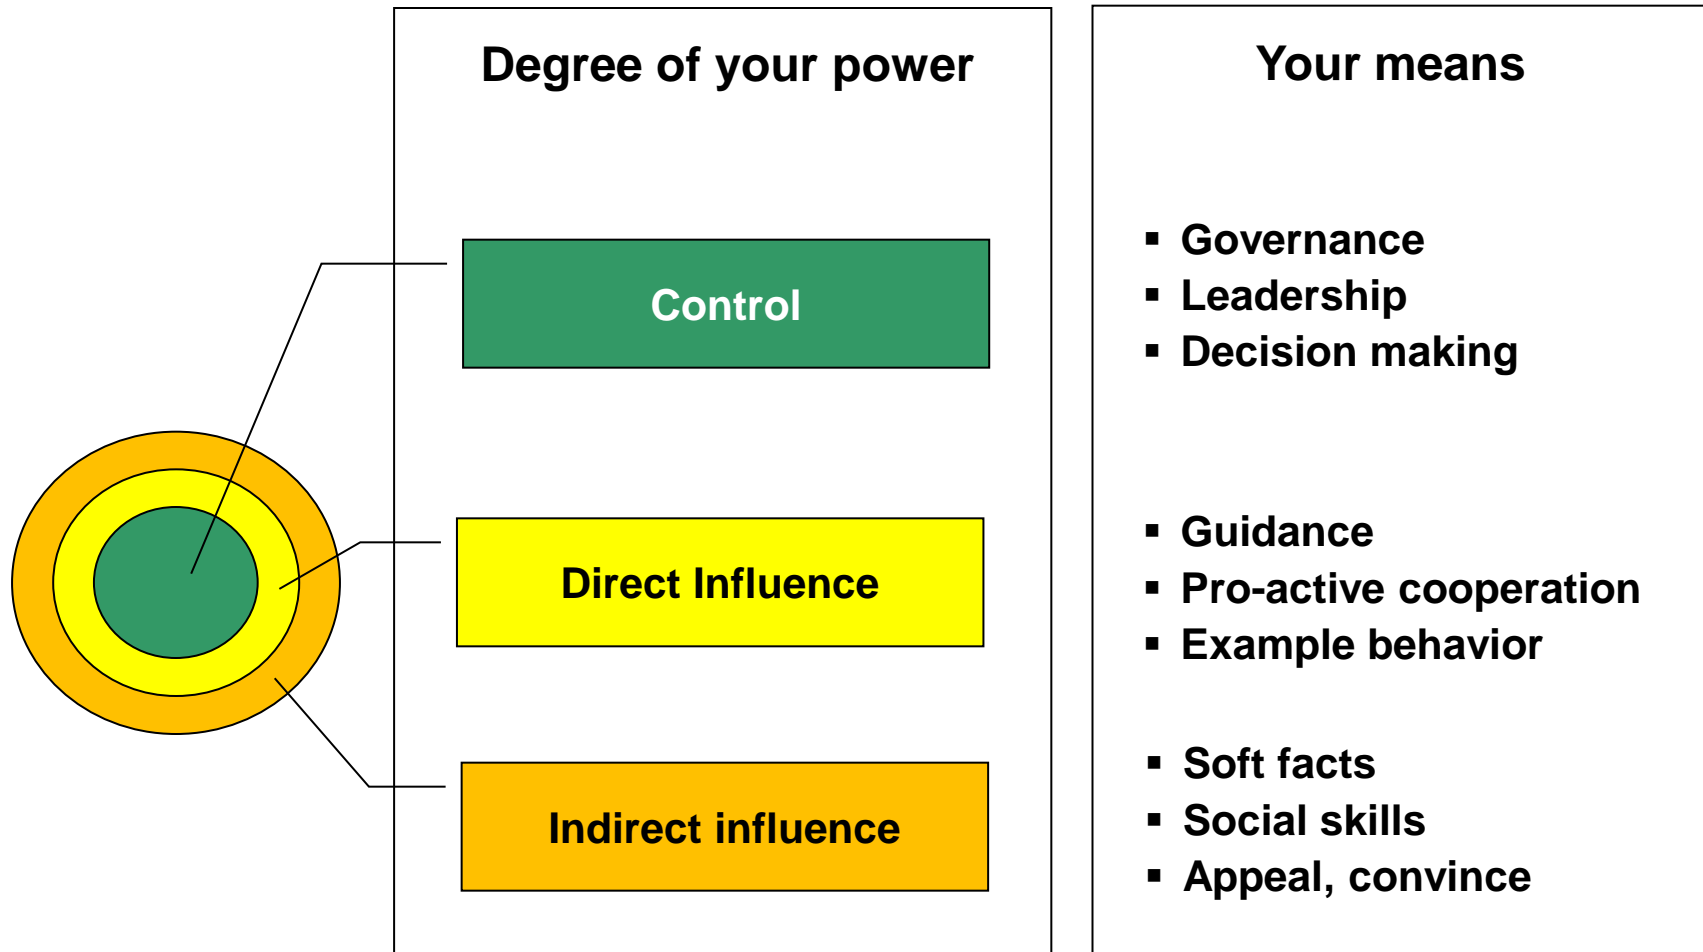 Degree of your power
Your means
Control
▪ Governance
▪ Leadership
▪ Decision making
Direct Influence
▪ Guidance
▪ Pro-active cooperation
▪ Example behavior
Indirect influence
▪ Soft facts
▪ Social skills
▪ Appeal, convince